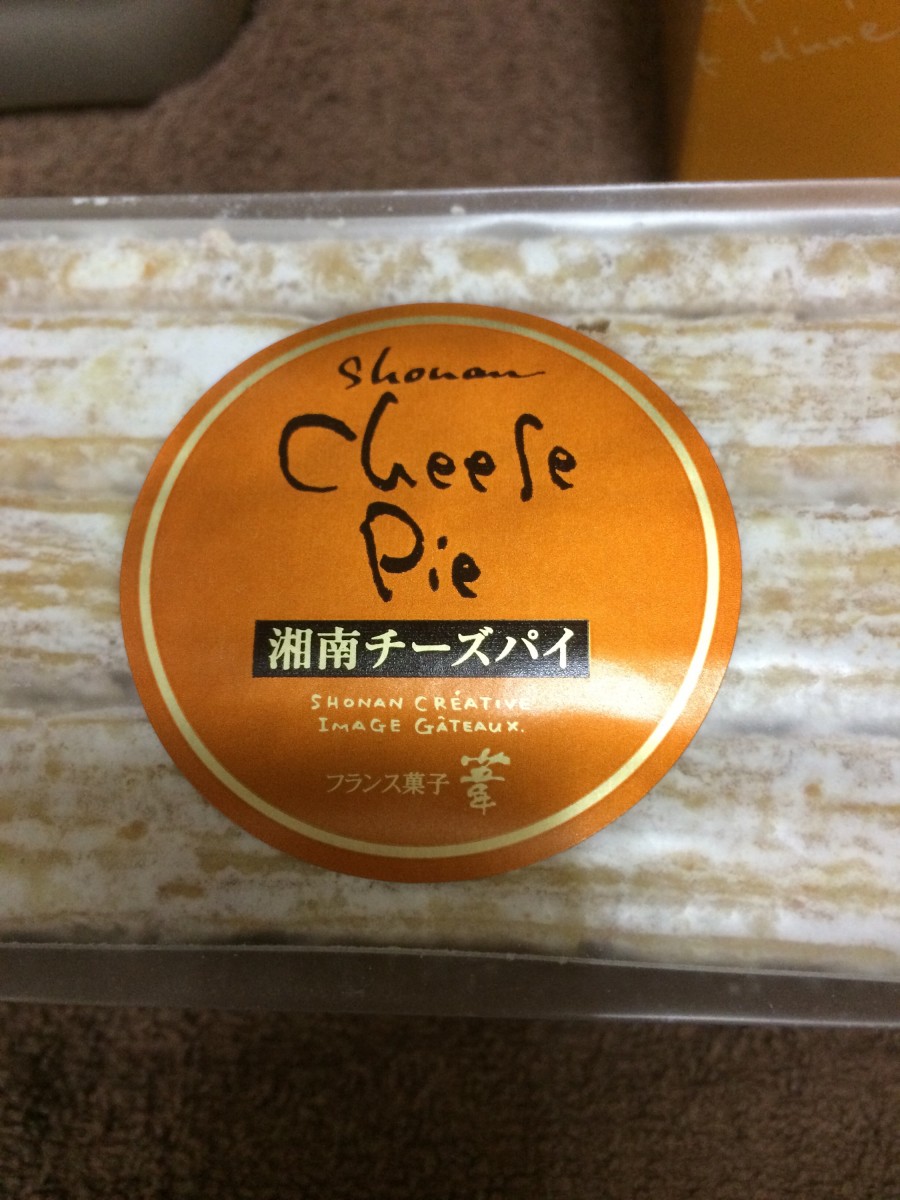 t dinne
Shonan
Cheese
Pie
湘南チーズパイ
SHONAN CRÉATIVE
IMAGE GÂTEAUX.
フランス菓子 葦